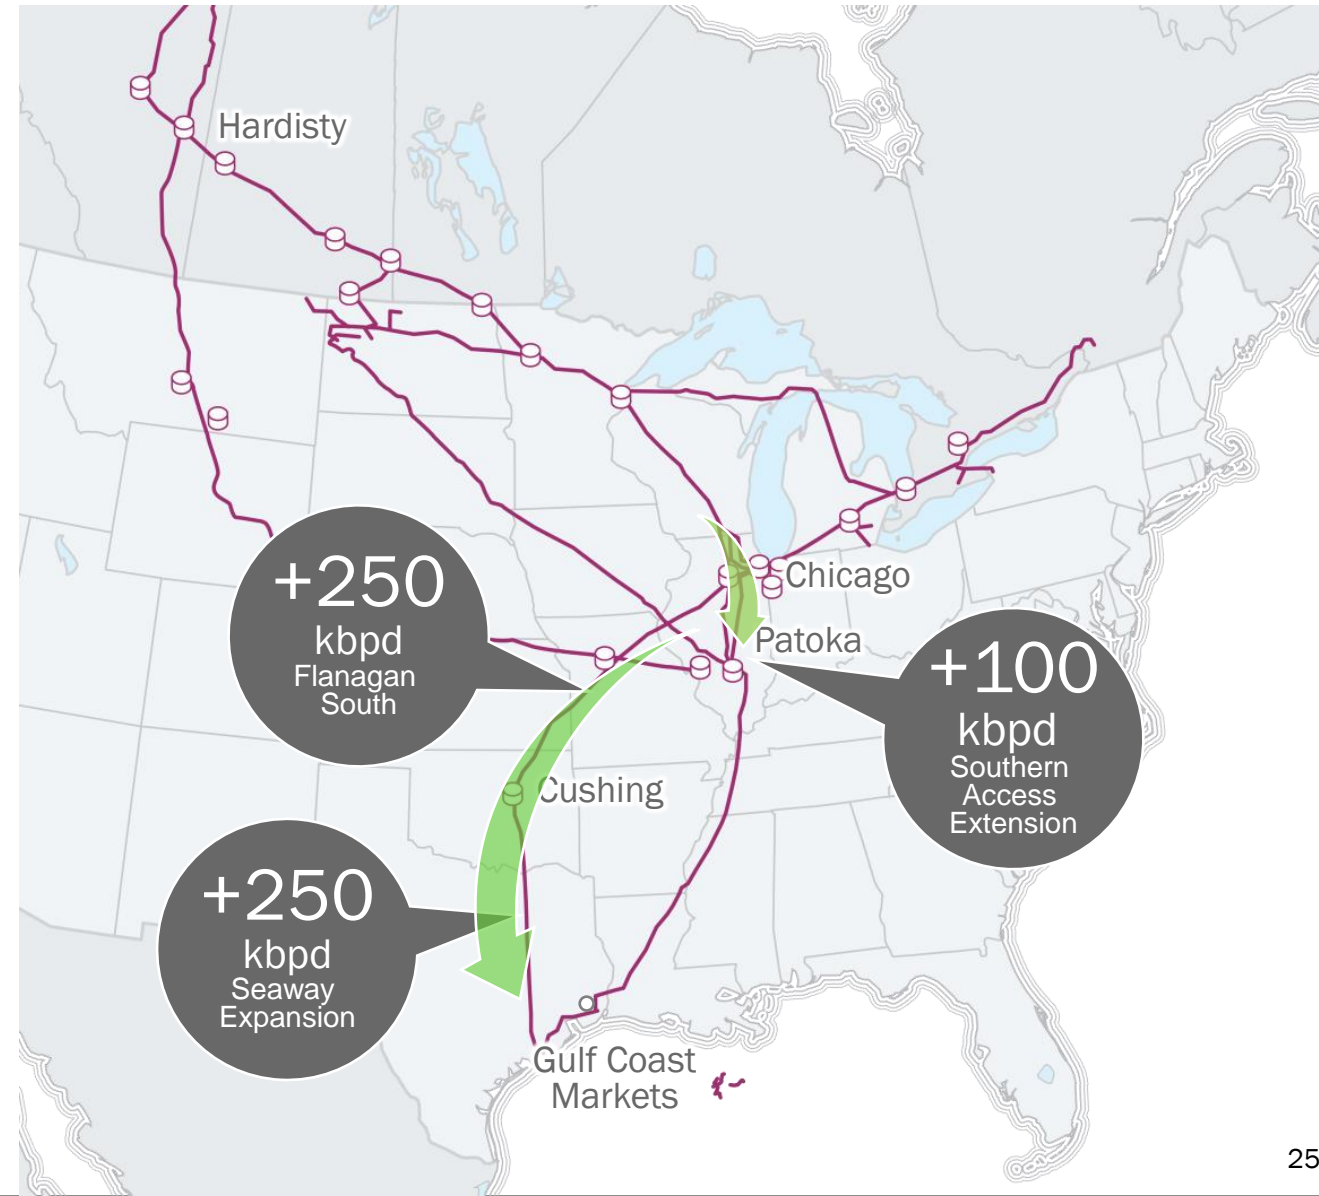 Hardisty
Chicago
+250
kbpd
Flanagan
South
Patoka
+100
kbpd
Southern
Access
Extension
Cushing
+250
kbpd
Seaway
Expansion
Gulf Coast
Markets
25